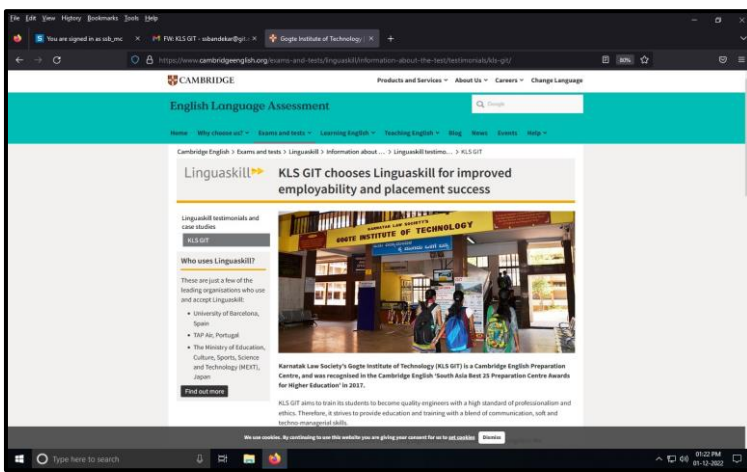 File Edit View History Bookmarks Tools Help
You are signed in as ssb_mc
FW: KLS GIT - ssbandekar@git.
Gogte Institute of Technology |
https://www.cambridgeenglish.org/exams-and-tests/linguaskill/information-about-the-test/testimonials/kls-git/
80%
CAMBRIDGE
Products and Services About Us Careers Change Language
English Language Assessment
Google
Home Why choose us? Exams and tests Learning English Teaching English Blog News Events Help
Cambridge English > Exams and tests > Linguaskill > Information about ... > Linguaskill testimo... > KLS GIT
Linguaskill
KLS GIT chooses Linguaskill for improved
employability and placement success
Linguaskill testimonials and
case studies
KLS GIT
Who uses Linguaskill?
These are just a few of the
leading organisations who use
and accept Linguaskill:
• University of Barcelona,
Spain
• TAP Air, Portugal
• The Ministry of Education,
Culture, Sports, Science
and Technology (MEXT),
Japan
Find out more
KARNATAK LAW SOCIETY'S
GOGTE INSTITUTE OF TECHNOLOGY
Karnatak Law Society's Gogte Institute of Technology (KLS GIT) is a Cambridge English Preparation
Centre, and was recognised in the Cambridge English 'South Asia Best 25 Preparation Centre Awards
for Higher Education' in 2017.
KLS GIT aims to train its students to become quality engineers with a high standard of professionalism and
ethics. Therefore, it strives to provide education and training with a blend of communication, soft and
techno-managerial skills.
We use cookies. By continuing to use this website you are giving your consent for us to set cookies Dismiss
Type here to search
01:22 PM
01-12-2022